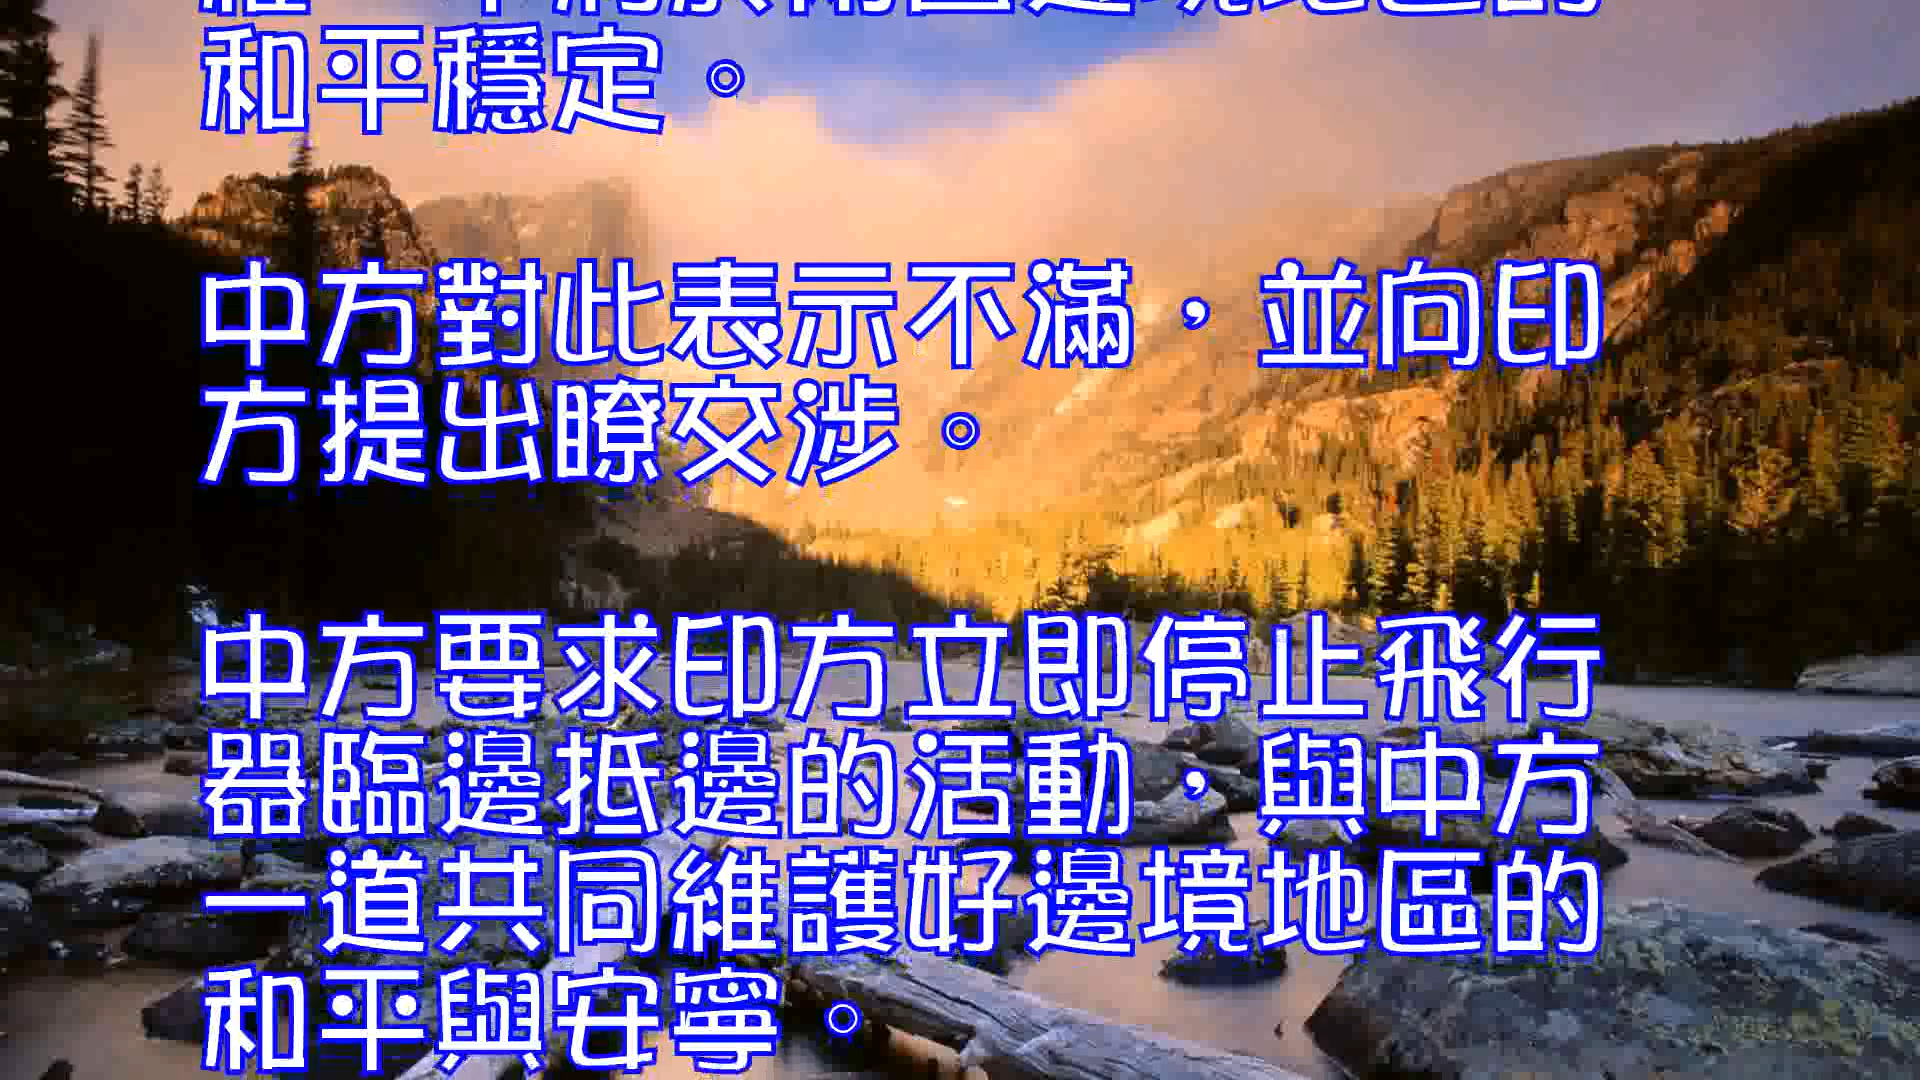 和平穩定。
中方對此表示不滿，並向印
方提出瞭交涉。
中方要求印方立即停止飛行
器臨邊抵邊的活動，與中方
一道共同維護好邊境地區的
和平與安寧。